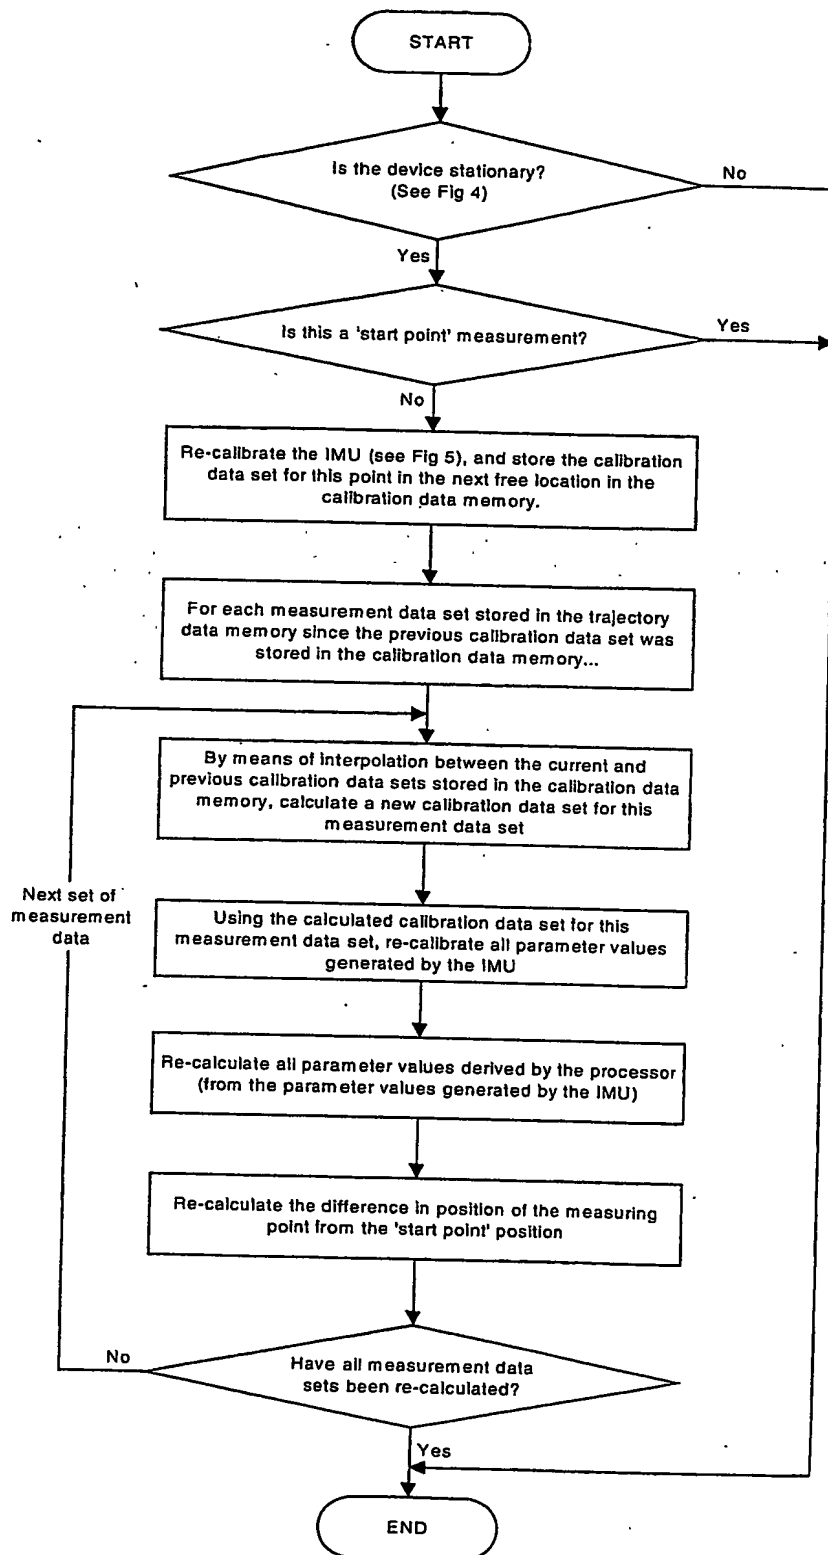 START
Is the device stationary?
(See Fig 4)
No
Yes
Is this a 'start point' measurement?
Yes
No
Re-calibrate the IMU (see Fig 5), and store the calibration
data set for this point in the next free location in the
calibration data memory.
For each measurement data set stored in the trajectory
data memory since the previous calibration data set was
stored in the calibration data memory...
By means of interpolation between the current and
previous calibration data sets stored in the calibration data
memory, calculate a new calibration data set for this
measurement data set
Next set of
measurement
data
Using the calculated calibration data set for this
measurement data set, re-calibrate all parameter values
generated by the IMU
Re-calculate all parameter values derived by the processor
(from the parameter values generated by the IMU)
Re-calculate the difference in position of the measuring
point from the 'start point' position
No
Have all measurement data
sets been re-calculated?
Yes
END